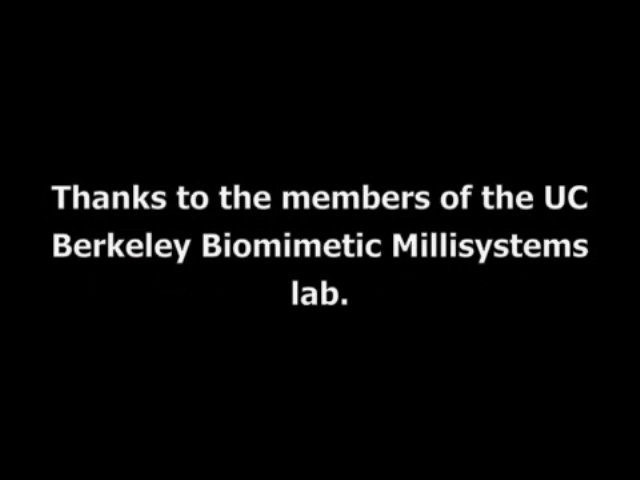 Thanks to the members of the UC
Berkeley Biomimetic Millisystems
lab.